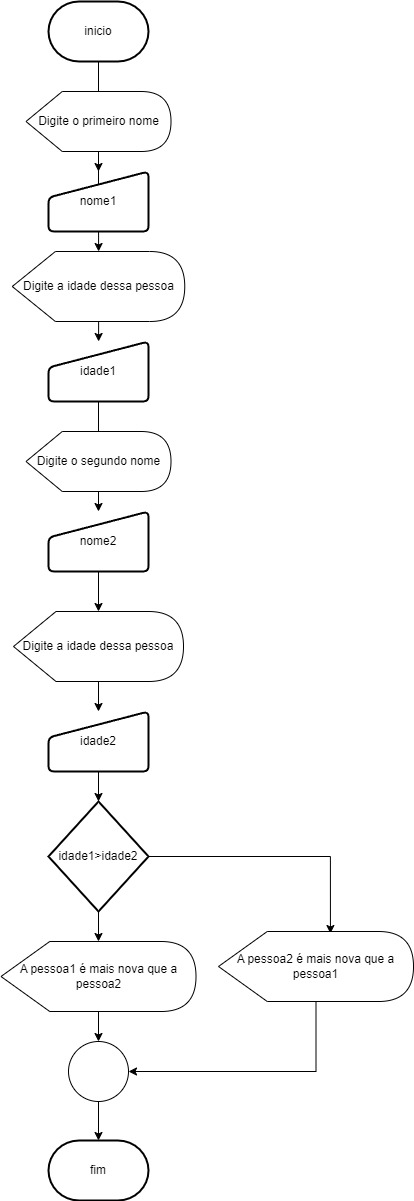 inicio
Digite o primeiro nome
nome1
Digite a idade dessa pessoa
idade1
Digite o segundo nome
nome2
Digite a idade dessa pessoa
idade2
idade1>idade2
A pessoa1 é mais nova que a
pessoa2
A pessoa2 é mais nova que a
pessoa1
fim